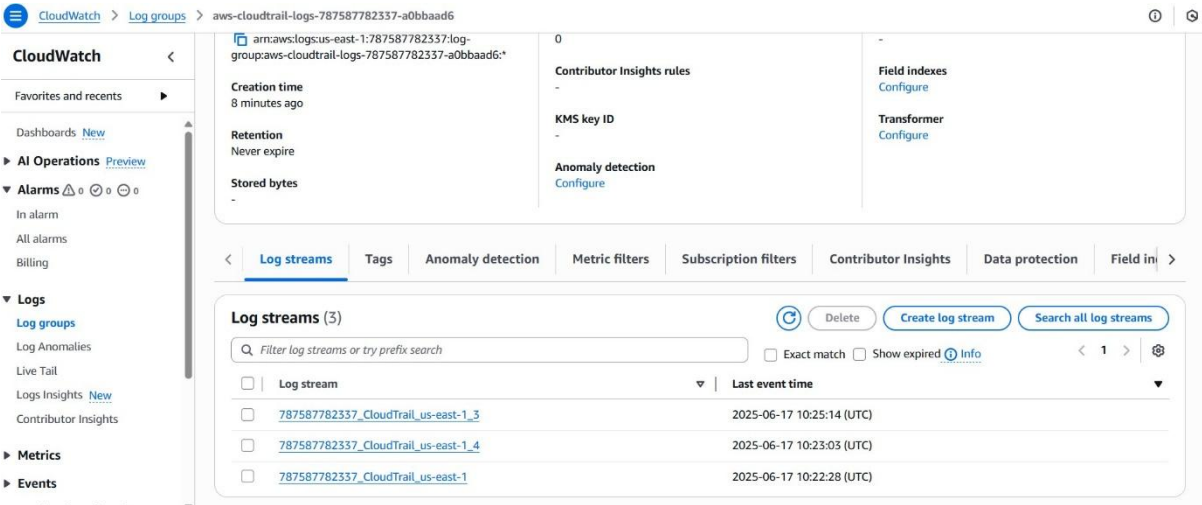 CloudWatch > Log groups > aws-cloudtrail-logs-787587782337-a0bbaad6
CloudWatch
Favorites and recents
Dashboards New
AI Operations Preview
Alarms 0 0 0
In alarm
All alarms
Billing
Logs
Log groups
Log Anomalies
Live Tail
Logs Insights New
Contributor Insights
Metrics
Events
arn:aws:logs:us-east-1:787587782337:log-
group:aws-cloudtrail-logs-787587782337-a0bbaad6:*
Creation time
8 minutes ago
Retention
Never expire
Stored bytes
-
0
Contributor Insights rules
-
KMS key ID
-
Anomaly detection
Configure
-
Field indexes
Configure
Transformer
Configure
Log streams Tags Anomaly detection Metric filters Subscription filters Contributor Insights Data protection Field in
Log streams (3)
Delete Create log stream Search all log streams
Filter log streams or try prefix search
Exact match Show expired Info
1
Log stream Last event time
787587782337_CloudTrail_us-east-1_3 2025-06-17 10:25:14 (UTC)
787587782337_CloudTrail_us-east-1_4 2025-06-17 10:23:03 (UTC)
787587782337_CloudTrail_us-east-1 2025-06-17 10:22:28 (UTC)